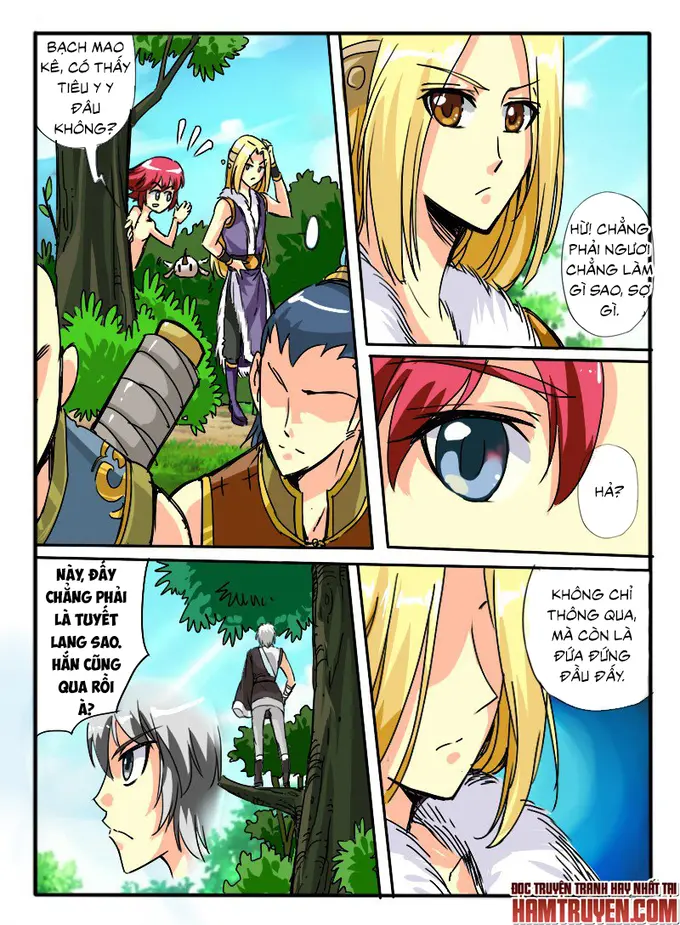 BẠCH MAO
KÊ, CÓ THẤY
TIÊU Y Y
ĐÂU
KHÔNG?
HỪ! CHẲNG
PHẢI NGƯƠI
CHẲNG LÀM
GÌ SAO, SỢ
GÌ.
HẢ?
NÀY, ĐẤY
CHẲNG PHẢI
LÀ TUYẾT
LANG SAO.
HẮN CŨNG
QUA RỒI
À?
KHÔNG CHỈ
THÔNG QUA,
MÀ CÒN LÀ
ĐỨA ĐỨNG
ĐẦU ĐẤY.
ĐỌC TRUYỆN TRANH HAY NHẤT TẠI
HAMTRUYEN.COM